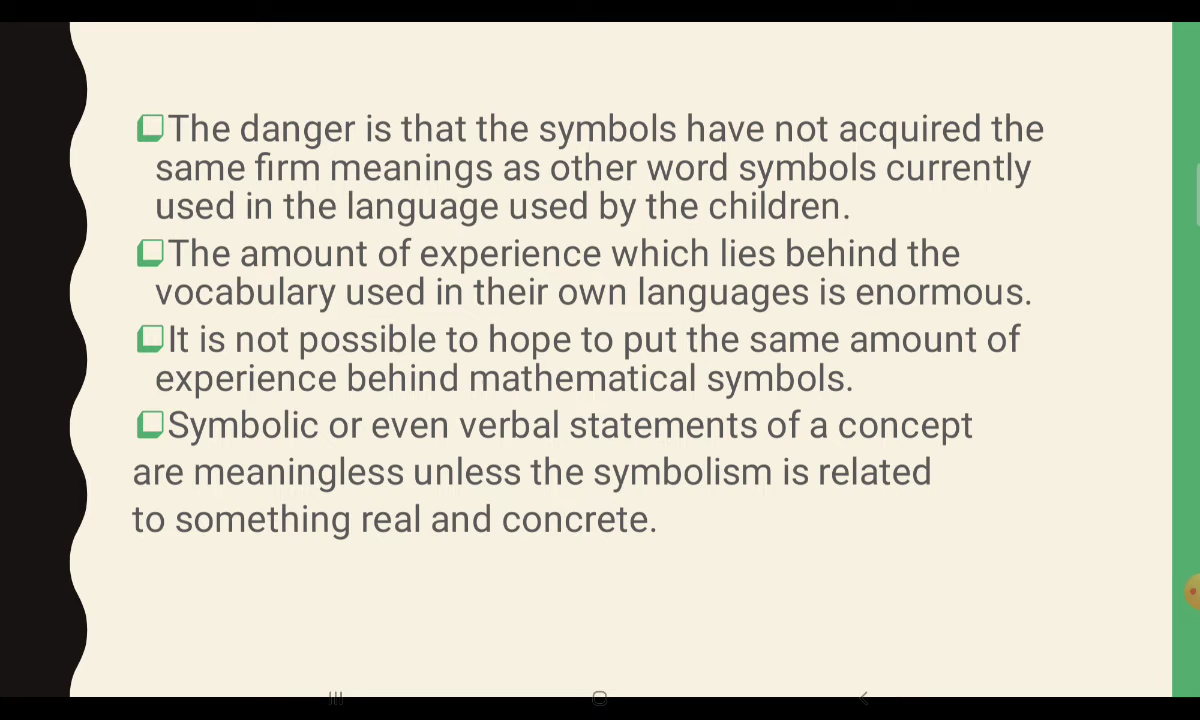 The danger is that the symbols have not acquired the
same firm meanings as other word symbols currently
used in the language used by the children.
The amount of experience which lies behind the
vocabulary used in their own languages is enormous.
It is not possible to hope to put the same amount of
experience behind mathematical symbols.
Symbolic or even verbal statements of a concept
are meaningless unless the symbolism is related
to something real and concrete.